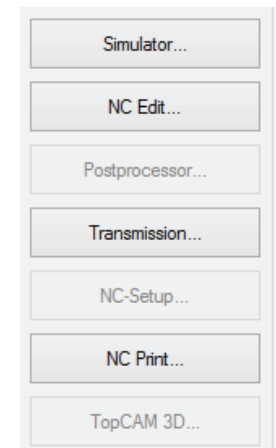 Simulator...
NC Edit...
Postprocessor...
Transmission...
NC-Setup...
NC Print...
TopCAM 3D...